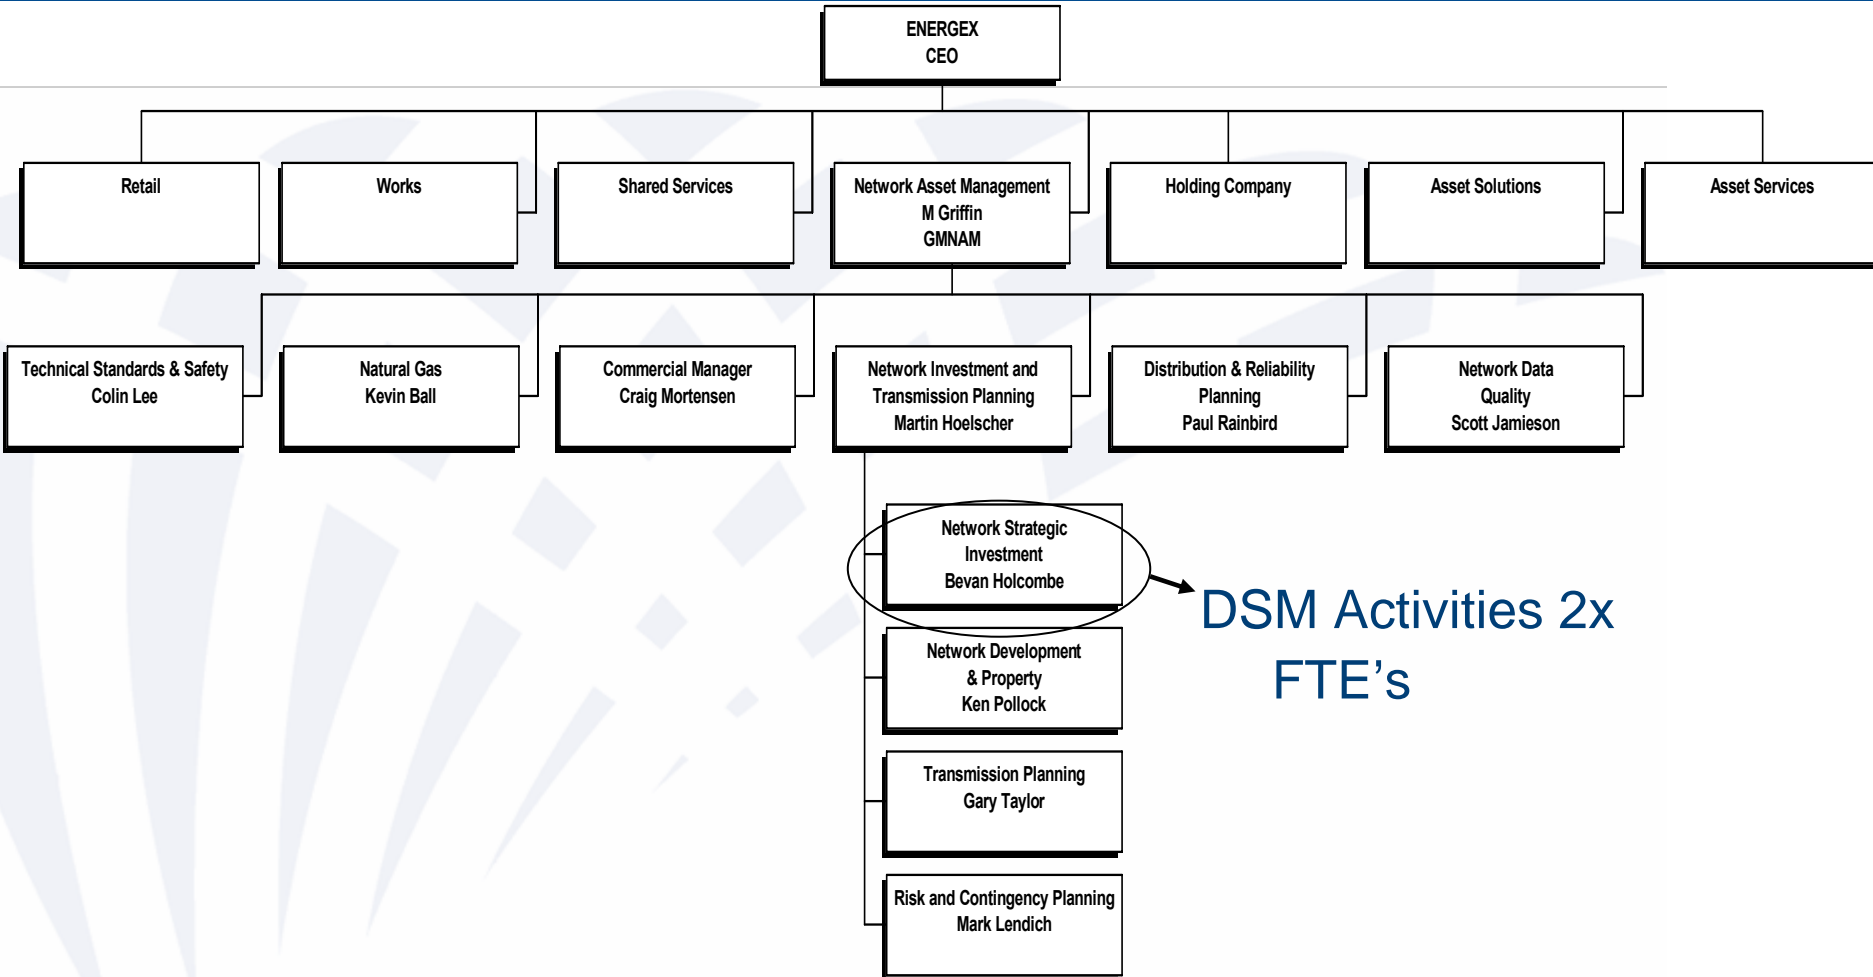 ENERGEX
CEO
Retail
Works
Shared Services
Network Asset Management
M Griffin
GMNAM
Holding Company
Asset Solutions
Asset Services
Technical Standards & Safety
Colin Lee
Natural Gas
Kevin Ball
Commercial Manager
Craig Mortensen
Network Investment and
Transmission Planning
Martin Hoelscher
Distribution & Reliability
Planning
Paul Rainbird
Network Data
Quality
Scott Jamieson
Network Strategic
Investment
Bevan Holcombe
DSM Activities 2x
FTE’s
Network Development
& Property
Ken Pollock
Transmission Planning
Gary Taylor
Risk and Contingency Planning
Mark Lendich